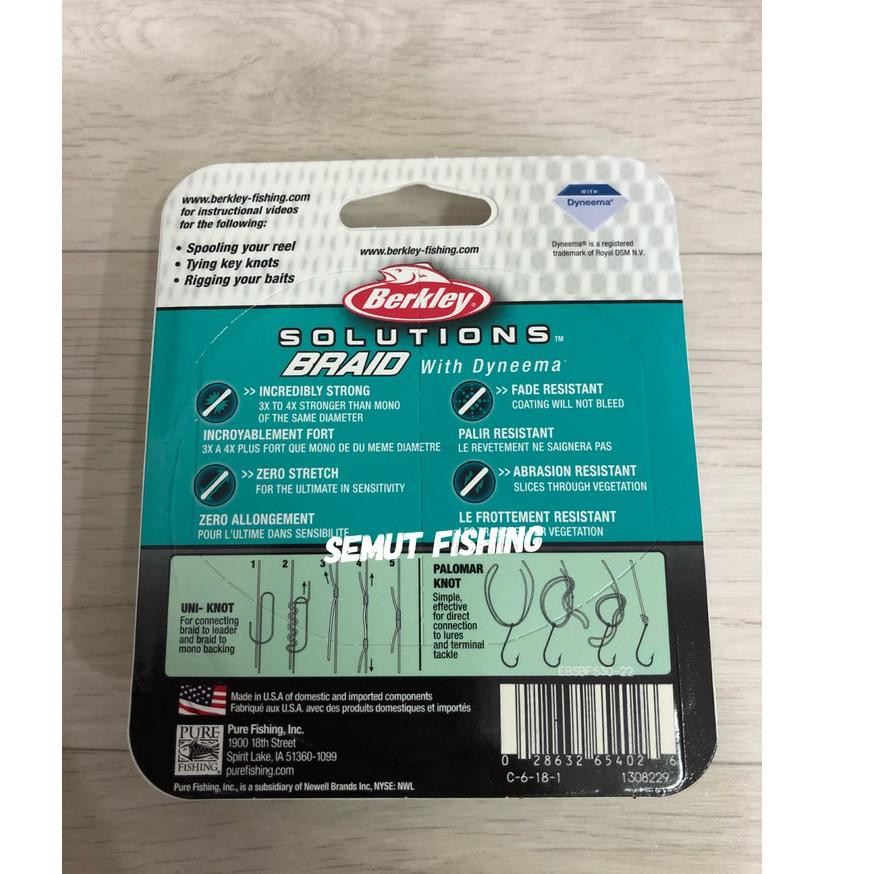 www.berkley-fishing.com
for instructional videos
for the following:
• Spooling your reel
• Tying key knots
• Rigging your baits
www.berkley-fishing.com
WITH
Dyneema®
Dyneema® is a registered
trademark of Royal DSM N.V.
Berkley®
SOLUTIONS™
BRAID With Dyneema
>> INCREDIBLY STRONG
3X TO 4X STRONGER THAN MONO
OF THE SAME DIAMETER
INCROYABLEMENT FORT
3X A 4X PLUS FORT QUE MONO DE DU MEME DIAMETRE
>> FADE RESISTANT
COATING WILL NOT BLEED
PALIR RESISTANT
LE REVETEMENT NE SAIGNERA PAS
>> ZERO STRETCH
FOR THE ULTIMATE IN SENSITIVITY
ZERO ALLONGEMENT
POUR L'ULTIME DANS SENSIBILITE
>> ABRASION RESISTANT
SLICES THROUGH VEGETATION
LE FROTTEMENT RESISTANT
VEGETATION
SEMUT FISHING
1 2 3 4 5
UNI- KNOT
For connecting
braid to leader
and braid to
mono backing
PALOMAR
KNOT
Simple,
effective
for direct
connection
to lures
and terminal
tackle
EBSBFS30-22
Made in U.S.A of domestic and imported components
Fabriqué aux U.S.A. avec des produits domestiques et importés
PURE
FISHING
Pure Fishing, Inc.
1900 18th Street
Spirit Lake, IA 51360-1099
purefishing.com
Pure Fishing, Inc., is a subsidiary of Newell Brands Inc, NYSE: NWL
0 28632 65402 6
C-6-18-1 1308229